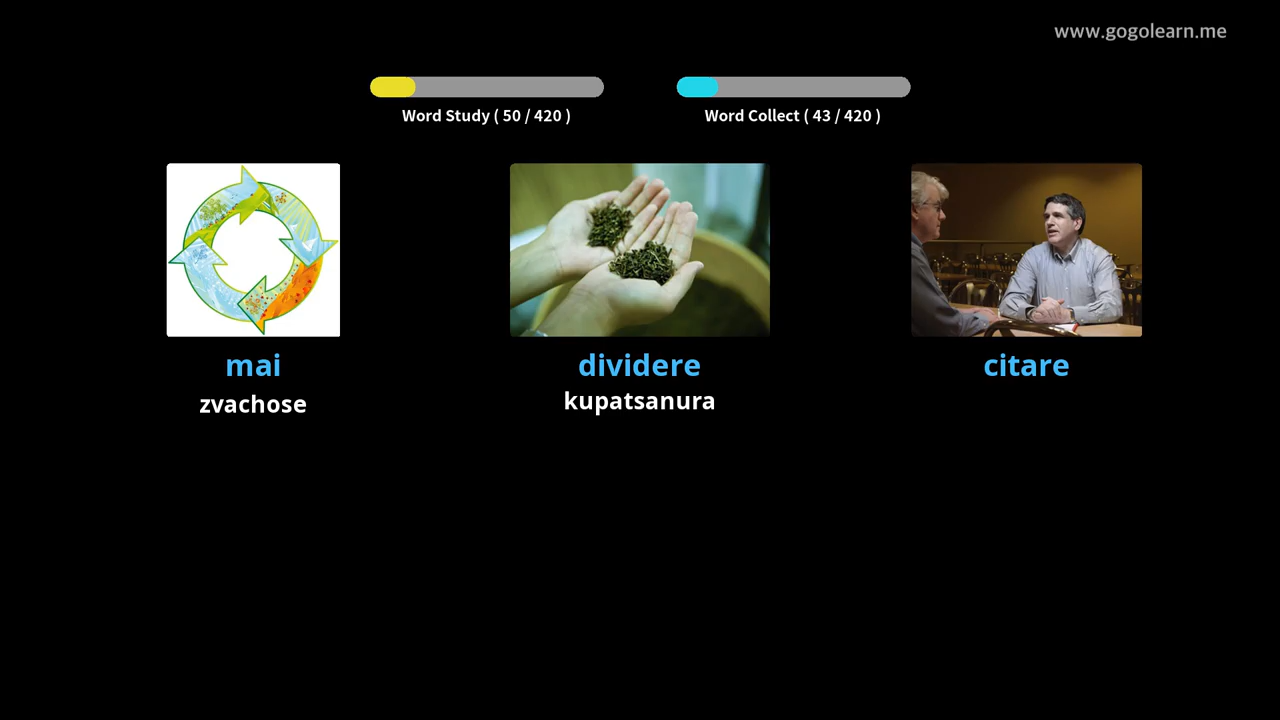 www.gogolearn.me
Word Study ( 50 / 420 )
Word Collect ( 43 / 420 )
mai
dividere
citare
zvachose
kupatsanura